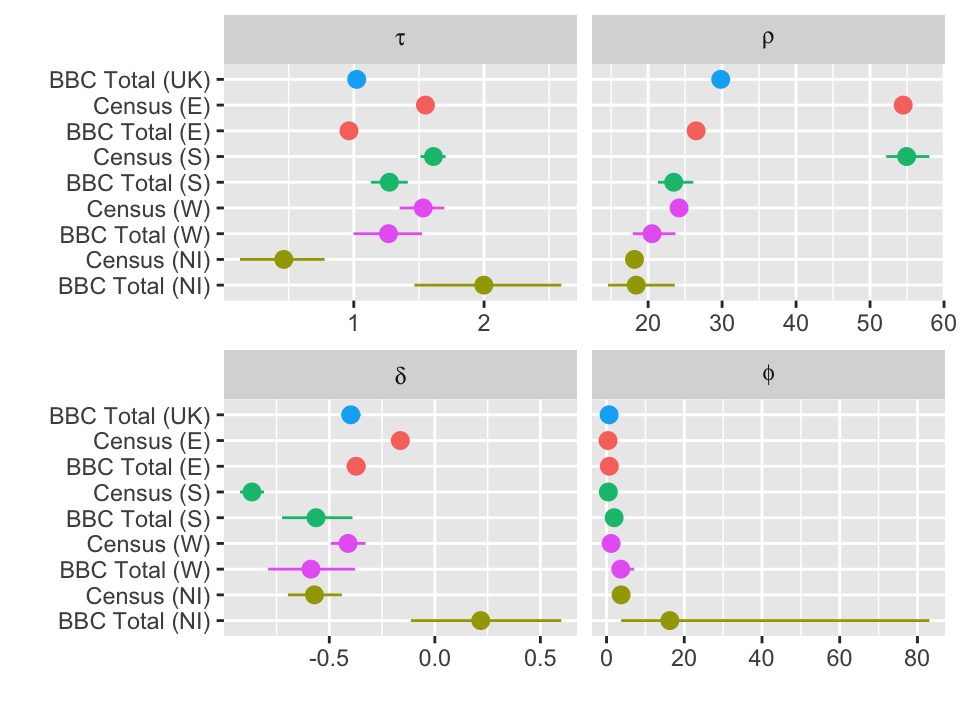 τ ρ
BBC Total (UK)
Census (E)
BBC Total (E)
Census (S)
BBC Total (S)
Census (W)
BBC Total (W)
Census (NI)
BBC Total (NI)
1 2 20 30 40 50 60
δ ϕ
BBC Total (UK)
Census (E)
BBC Total (E)
Census (S)
BBC Total (S)
Census (W)
BBC Total (W)
Census (NI)
BBC Total (NI)
-0.5 0.0 0.5 0 20 40 60 80